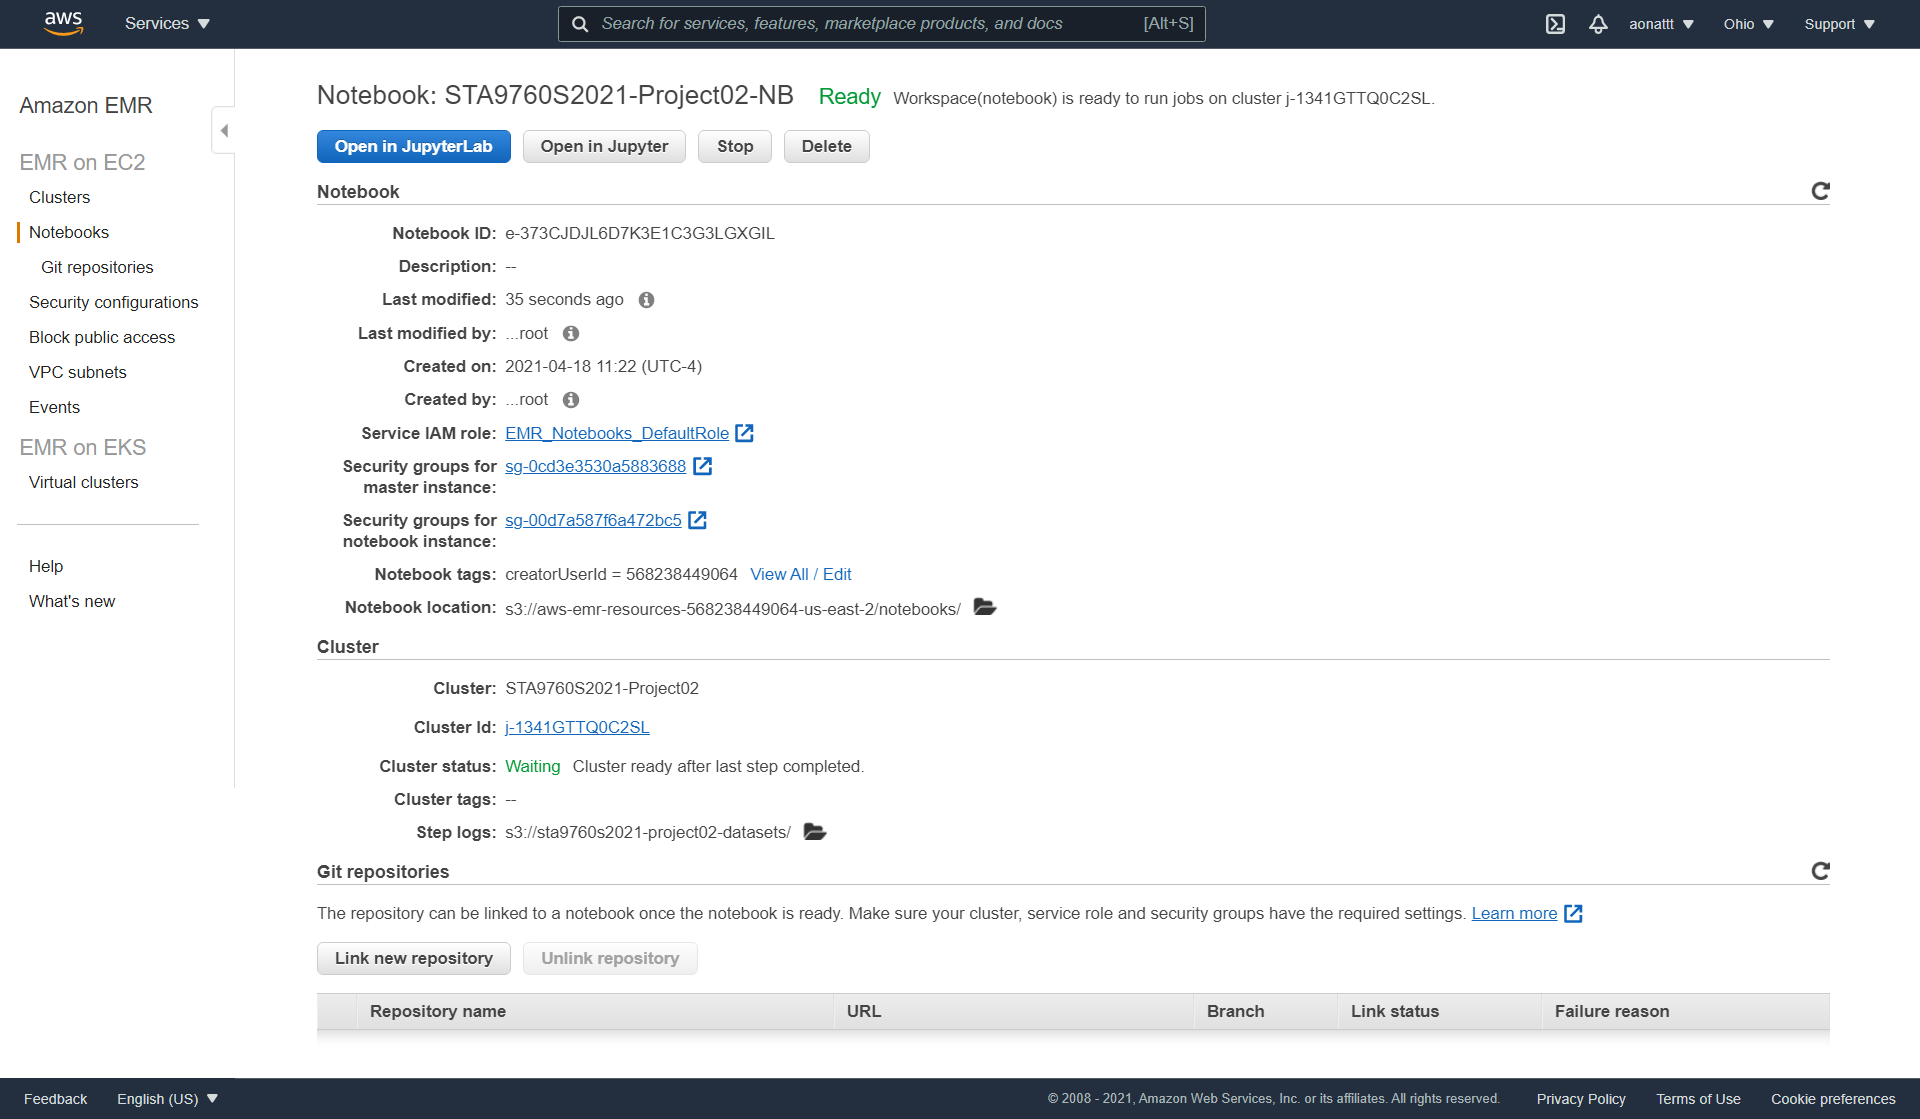 aws Services Search for services, features, marketplace products, and docs [Alt+S] aonattt Ohio Support
Amazon EMR
EMR on EC2
Clusters
Notebooks
Git repositories
Security configurations
Block public access
VPC subnets
Events
EMR on EKS
Virtual clusters
Help
What's new
Notebook: STA9760S2021-Project02-NB Ready Workspace(notebook) is ready to run jobs on cluster j-1341GTTQ0C2SL.
Open in JupyterLab Open in Jupyter Stop Delete
Notebook
Notebook ID: e-373CJDJL6D7K3E1C3G3LGXGIL
Description: --
Last modified: 35 seconds ago
Last modified by: ...root
Created on: 2021-04-18 11:22 (UTC-4)
Created by: ...root
Service IAM role: EMR_Notebooks_DefaultRole
Security groups for sg-0cd3e3530a5883688
master instance:
Security groups for sg-00d7a587f6a472bc5
notebook instance:
Notebook tags: creatorUserId = 568238449064 View All / Edit
Notebook location: s3://aws-emr-resources-568238449064-us-east-2/notebooks/
Cluster
Cluster: STA9760S2021-Project02
Cluster Id: j-1341GTTQ0C2SL
Cluster status: Waiting Cluster ready after last step completed.
Cluster tags: --
Step logs: s3://sta9760s2021-project02-datasets/
Git repositories
The repository can be linked to a notebook once the notebook is ready. Make sure your cluster, service role and security groups have the required settings. Learn more
Link new repository Unlink repository
Repository name URL Branch Link status Failure reason
Feedback English (US) © 2008 - 2021, Amazon Web Services, Inc. or its affiliates. All rights reserved. Privacy Policy Terms of Use Cookie preferences